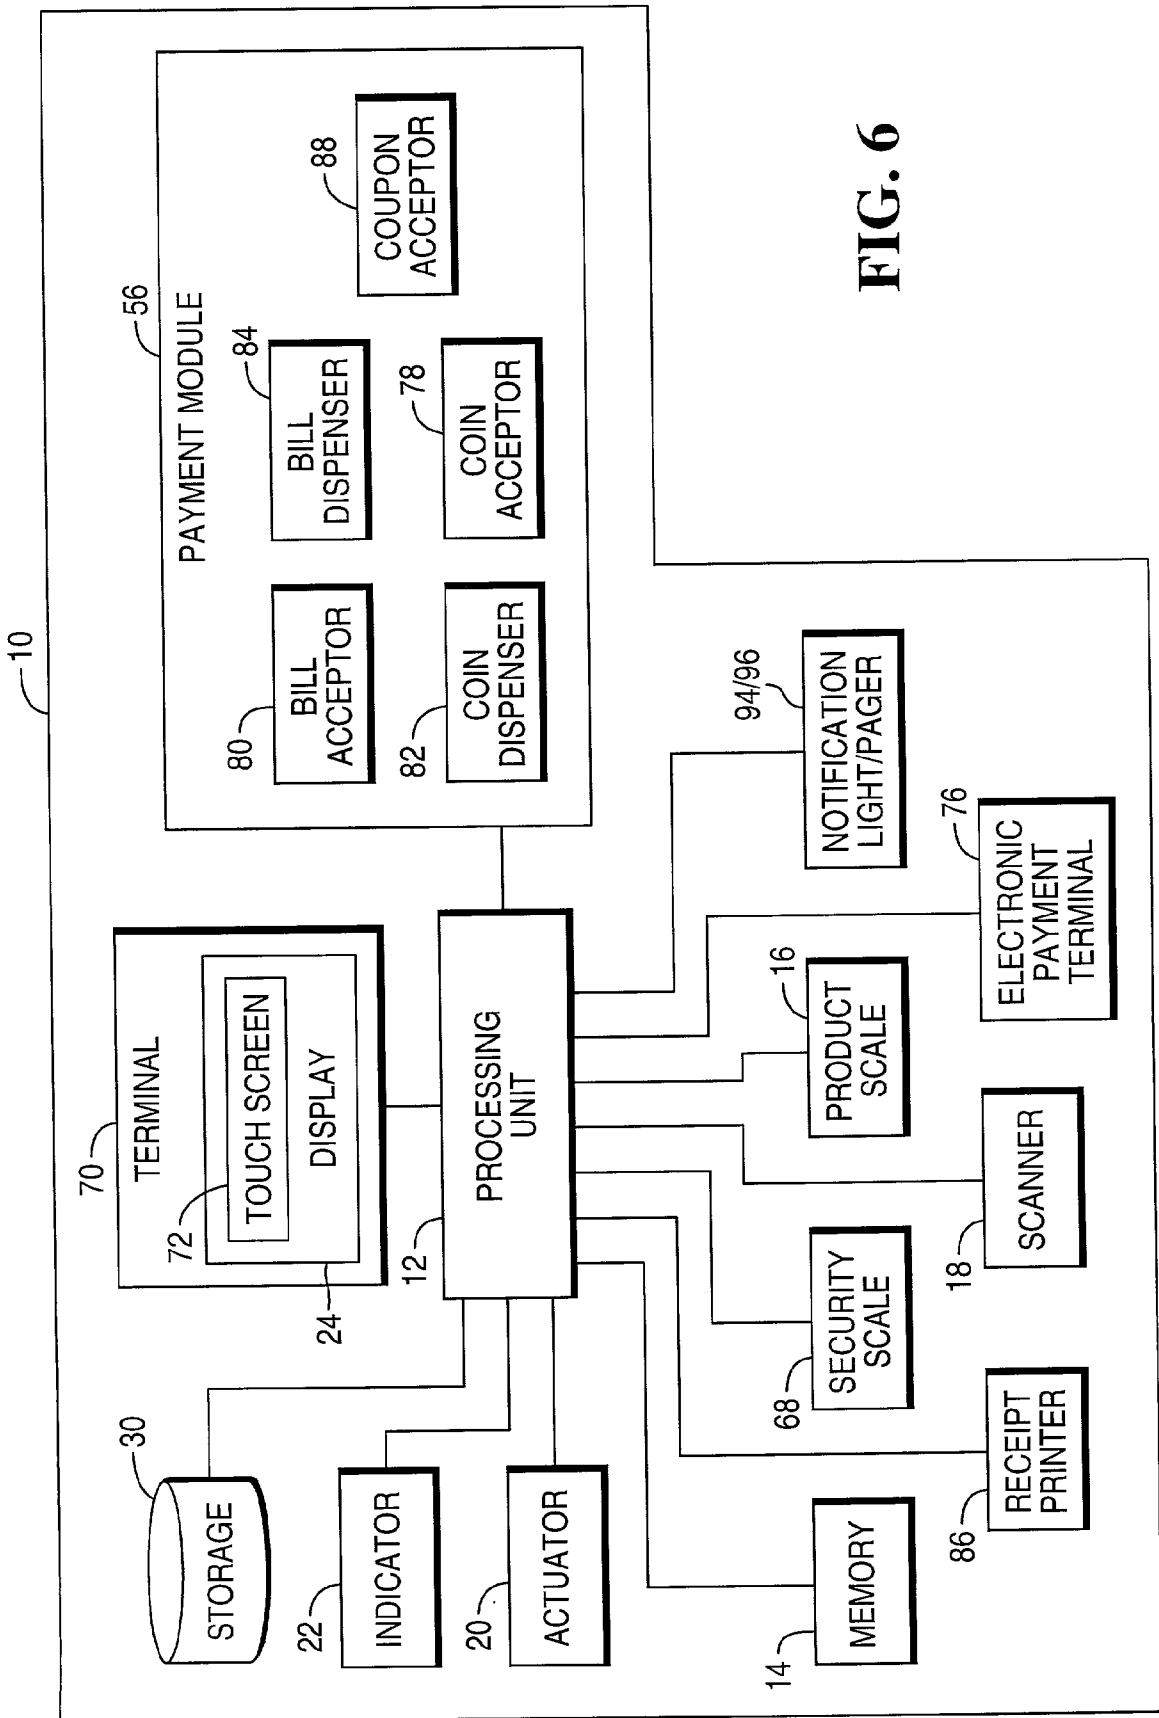 10
30
STORAGE
22
INDICATOR
20
ACTUATOR
70
TERMINAL
72
TOUCH SCREEN
DISPLAY
24
12
PROCESSING
UNIT
56
PAYMENT MODULE
80
BILL
ACCEPTOR
84
BILL
DISPENSER
82
COIN
DISPENSER
78
COIN
ACCEPTOR
88
COUPON
ACCEPTOR
14
MEMORY
86
RECEIPT
PRINTER
68
SECURITY
SCALE
18
SCANNER
16
PRODUCT
SCALE
76
ELECTRONIC
PAYMENT
TERMINAL
94/96
NOTIFICATION
LIGHT/PAGER
FIG. 6